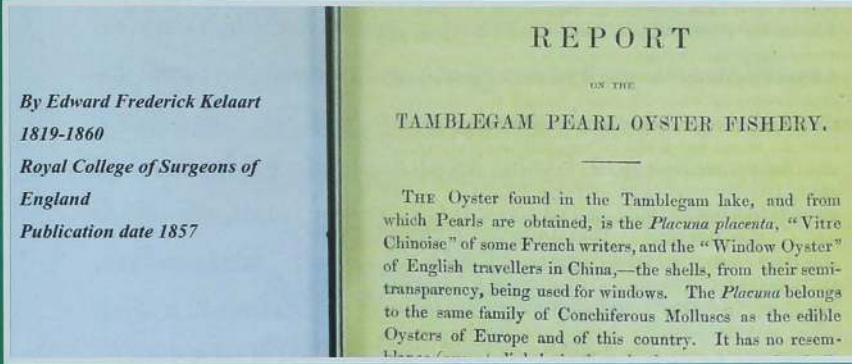 By Edward Frederick Kelaart
1819-1860
Royal College of Surgeons of
England
Publication date 1857
REPORT
ON THE
TAMBLEGAM PEARL OYSTER FISHERY.
THE Oyster found in the Tamblegam lake, and from
which Pearls are obtained, is the Placuna placenta, "Vitre
Chinoise" of some French writers, and the "Window Oyster"
of English travellers in China,—the shells, from their semi-
transparency, being used for windows. The Placuna belongs
to the same family of Conchiferous Molluscs as the edible
Oysters of Europe and of this country. It has no resem-